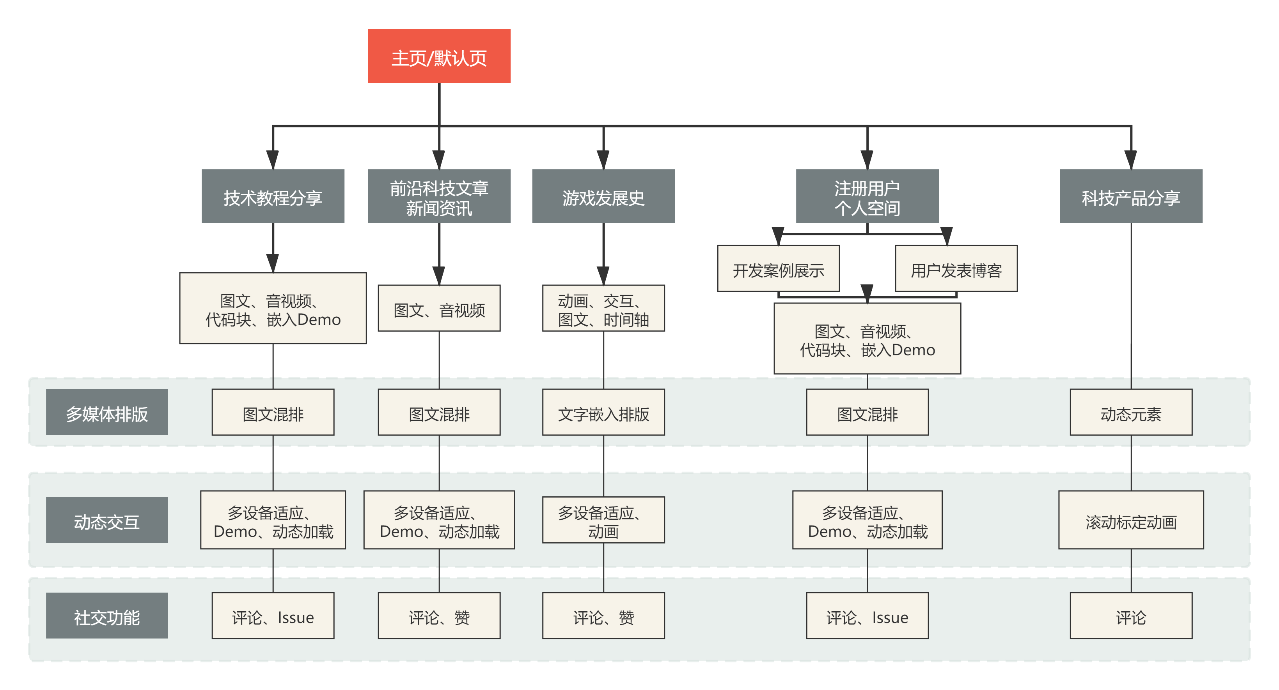 主页/默认页
技术教程分享
前沿科技文章
新闻资讯
游戏发展史
注册用户
个人空间
科技产品分享
开发案例展示
用户发表博客
图文、音视频、
代码块、嵌入Demo
图文、音视频
动画、交互、
图文、时间轴
图文、音视频、
代码块、嵌入Demo
多媒体排版
图文混排
图文混排
文字嵌入排版
图文混排
动态元素
动态交互
多设备适应、
Demo、动态加载
多设备适应、
Demo、动态加载
多设备适应、
动画
多设备适应、
Demo、动态加载
滚动标定动画
社交功能
评论、Issue
评论、赞
评论、赞
评论、Issue
评论